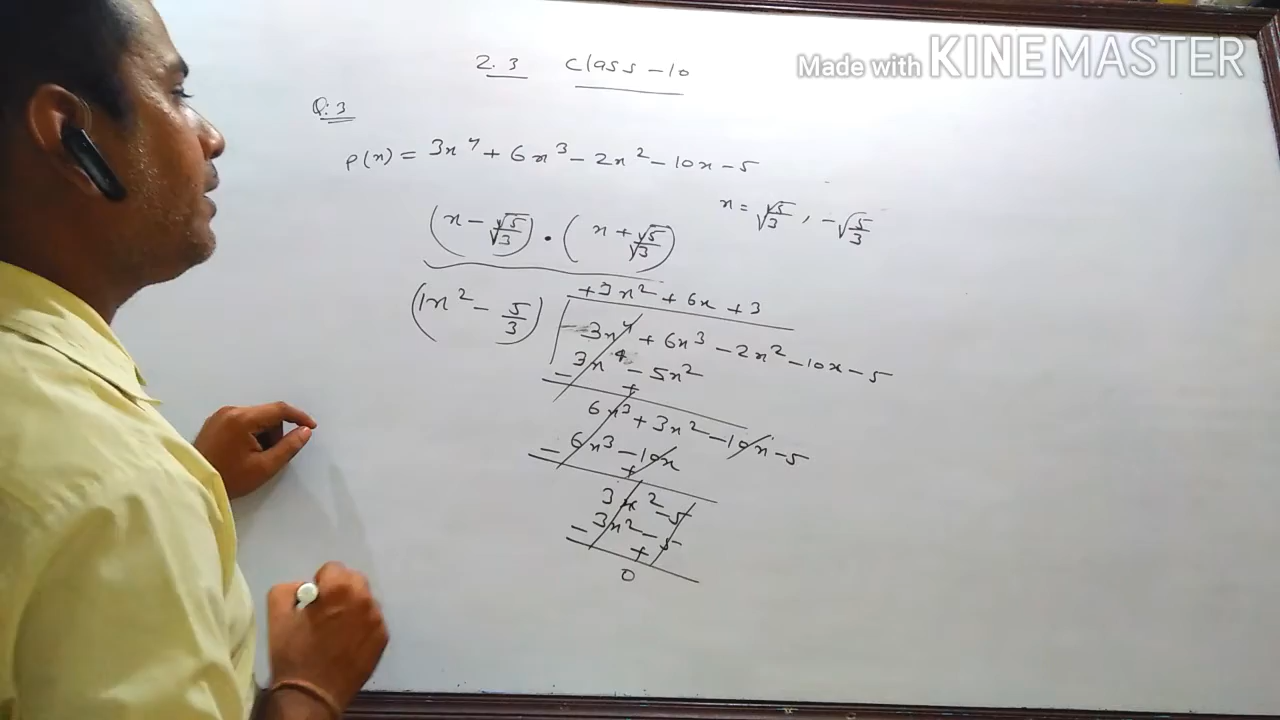 Made with KINEMASTER
2.3 Class-10
Q.3
p(x) = 3x⁴ + 6x³ - 2x² - 10x - 5
x = √5/√3, -√5/3
(x - √5/√3) · (x + √5/√3)
+3x² + 6x + 3
(1x² - 5/3) 3x⁴ + 6x³ - 2x² - 10x - 5
3x⁴ - 5x²
- +
6x³ + 3x² - 10x - 5
6x³ - 10x
- +
3x² - 5
3x² - 5
- +
0